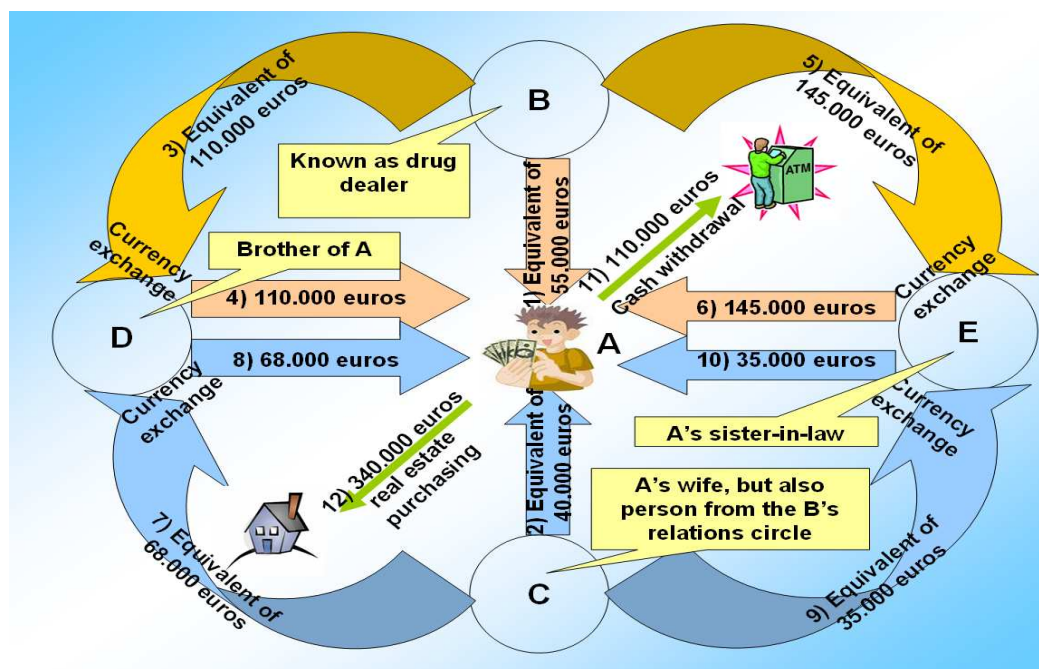 B
3) Equivalent of
110.000 euros
5) Equivalent of
145.000 euros
Known as drug
dealer
ATM
1) Equivalent of
55.000 euros
11) 110.000 euros
Cash withdrawal
Brother of A
Currency
exchange
Currency
exchange
4) 110.000 euros
6) 145.000 euros
D
A
E
8) 68.000 euros
10) 35.000 euros
Currency
exchange
Currency
exchange
A's sister-in-law
12) 340.000 euros
real estate
purchasing
2) Equivalent of
40.000 euros
A's wife, but also
person from the B's
relations circle
7) Equivalent of
68.000 euros
9) Equivalent of
35.000 euros
C